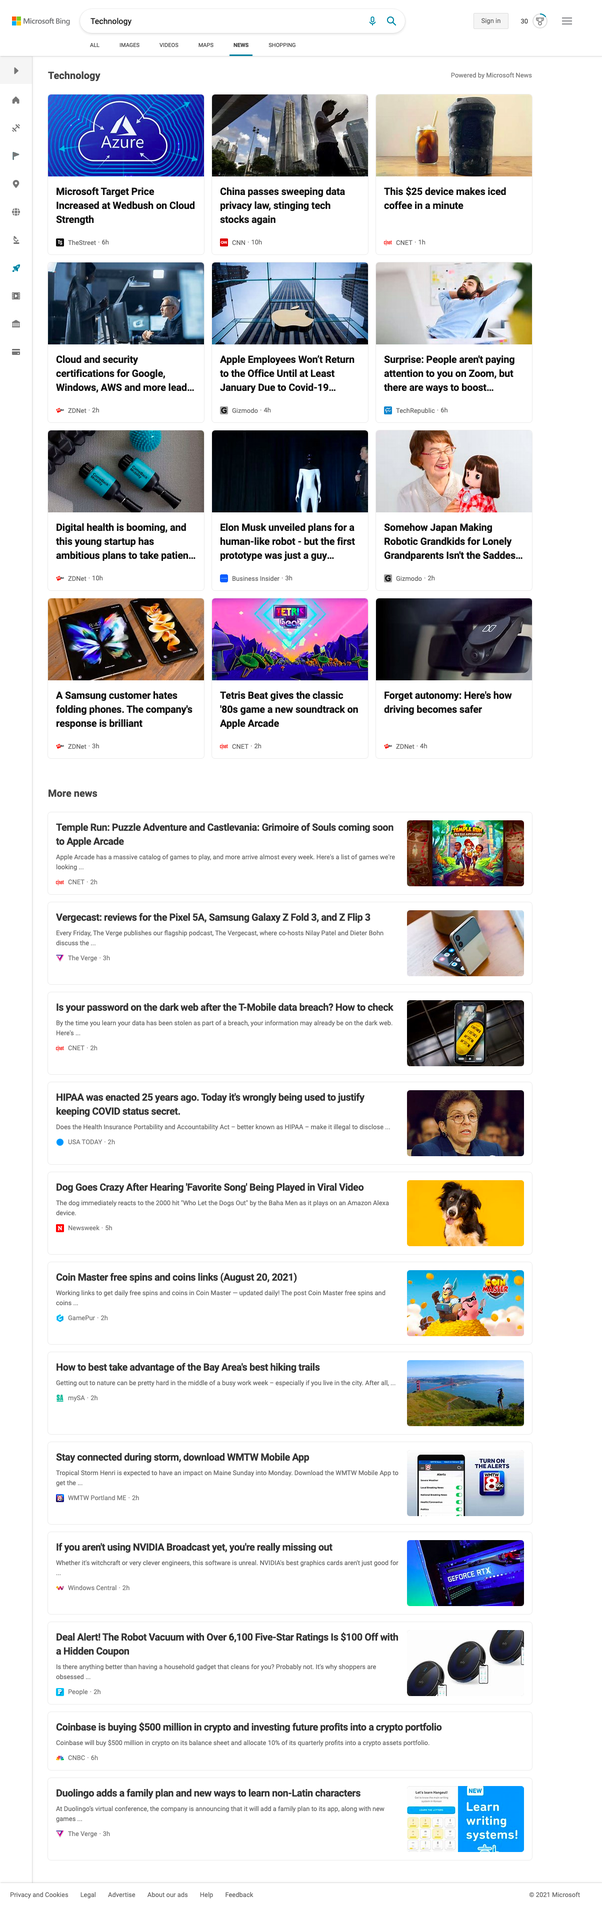 Microsoft Bing
Technology
Sign in
30
ALL
IMAGES
VIDEOS
MAPS
NEWS
SHOPPING
Technology
Powered by Microsoft News
Azure
Microsoft Target Price
Increased at Wedbush on Cloud
Strength
TheStreet · 6h
China passes sweeping data
privacy law, stinging tech
stocks again
CNN · 10h
This $25 device makes iced
coffee in a minute
CNET · 1h
Cloud and security
certifications for Google,
Windows, AWS and more lead...
ZDNet · 2h
Apple Employees Won't Return
to the Office Until at Least
January Due to Covid-19...
Gizmodo · 4h
Surprise: People aren't paying
attention to you on Zoom, but
there are ways to boost...
TechRepublic · 6h
Digital health is booming, and
this young startup has
ambitious plans to take patien...
ZDNet · 10h
Elon Musk unveiled plans for a
human-like robot - but the first
prototype was just a guy...
Business Insider · 3h
Somehow Japan Making
Robotic Grandkids for Lonely
Grandparents Isn't the Saddes...
Gizmodo · 2h
A Samsung customer hates
folding phones. The company's
response is brilliant
ZDNet · 3h
TETRIS
Tetris Beat gives the classic
'80s game a new soundtrack on
Apple Arcade
CNET · 2h
Forget autonomy: Here's how
driving becomes safer
ZDNet · 4h
More news
Temple Run: Puzzle Adventure and Castlevania: Grimoire of Souls coming soon
to Apple Arcade
Apple Arcade has a massive catalog of games to play, and more arrive almost every week. Here's a list of games we're
looking ...
CNET · 2h
TEMPLE RUN
Vergecast: reviews for the Pixel 5A, Samsung Galaxy Z Fold 3, and Z Flip 3
Every Friday, The Verge publishes our flagship podcast, The Vergecast, where co-hosts Nilay Patel and Dieter Bohn
discuss the ...
The Verge · 3h
Is your password on the dark web after the T-Mobile data breach? How to check
By the time you learn your data has been stolen as part of a breach, your information may already be on the dark web.
Here's ...
CNET · 2h
HIPAA was enacted 25 years ago. Today it's wrongly being used to justify
keeping COVID status secret.
Does the Health Insurance Portability and Accountability Act – better known as HIPAA – make it illegal to disclose ...
USA TODAY · 2h
Dog Goes Crazy After Hearing 'Favorite Song' Being Played in Viral Video
The dog immediately reacts to the 2000 hit "Who Let the Dogs Out" by the Baha Men as it plays on an Amazon Alexa
device.
Newsweek · 5h
Coin Master free spins and coins links (August 20, 2021)
Working links to get daily free spins and coins in Coin Master — updated daily! The post Coin Master free spins and
coins ...
GamePur · 2h
COIN
MASTER
How to best take advantage of the Bay Area's best hiking trails
Getting out to nature can be pretty hard in the middle of a busy work week – especially if you live in the city. After all, ...
mySA · 2h
Stay connected during storm, download WMTW Mobile App
Tropical Storm Henri is expected to have an impact on Maine Sunday into Monday. Download the WMTW Mobile App to
get the ...
WMTW Portland ME · 2h
Alerts
TURN ON
THE ALERTS
WMTW
8
If you aren't using NVIDIA Broadcast yet, you're really missing out
Whether it's witchcraft or very clever engineers, this software is unreal. NVIDIA's best graphics cards aren't just good for
...
Windows Central · 2h
GEFORCE RTX
Deal Alert! The Robot Vacuum with Over 6,100 Five-Star Ratings Is $100 Off with
a Hidden Coupon
Is there anything better than having a household gadget that cleans for you? Probably not. It's why shoppers are
obsessed ...
People · 2h
Coinbase is buying $500 million in crypto and investing future profits into a crypto portfolio
Coinbase will buy $500 million in crypto on its balance sheet and allocate 10% of its quarterly profits into a crypto assets portfolio.
CNBC · 6h
Duolingo adds a family plan and new ways to learn non-Latin characters
At Duolingo's virtual conference, the company is announcing that it will add a family plan to its app, along with new
games ...
The Verge · 3h
Let's learn Hangeul!
NEW
Learn
writing
systems!
Privacy and Cookies
Legal
Advertise
About our ads
Help
Feedback
© 2021 Microsoft